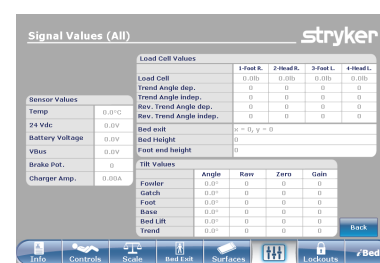 Signal Values (All)
stryker
Load Cell Values
1-Foot R. 2-Head R. 3-Foot L. 4-Head L.
Load Cell 0.0lb 0.0lb 0.0lb 0.0lb
Trend Angle dep. 0 0 0 0
Trend Angle indep. 0 0 0 0
Rev. Trend Angle dep. 0 0 0 0
Rev. Trend Angle indep. 0 0 0 0
Sensor Values
Temp 0.0°C
24 Vdc 0.0V
Battery Voltage 0.0V
VBus 0.0V
Brake Pot. 0
Charger Amp. 0.00A
Bed exit x = 0, y = 0
Bed Height 0
Foot end height 0
Tilt Values
Angle Raw Zero Gain
Fowler 0.0° 0 0 0
Gatch 0.0° 0 0 0
Foot 0.0° 0 0 0
Base 0.0° 0 0 0
Bed Lift 0.0° 0 0 0
Trend 0.0° 0 0 0
Back
Info Controls Scale Bed Exit Surfaces Lockouts iBed